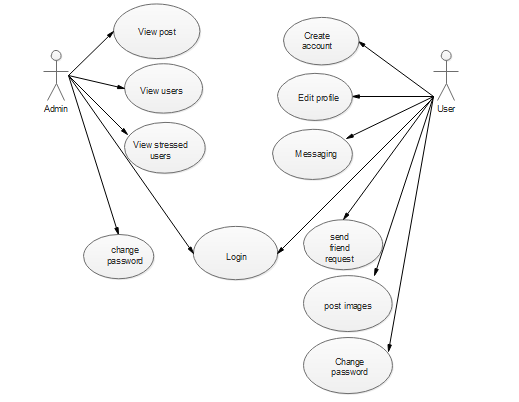 View post
Create
account
View users
Edit profile
Admin
User
View stressed
users
Messaging
change
password
Login
send
friend
request
post images
Change
password